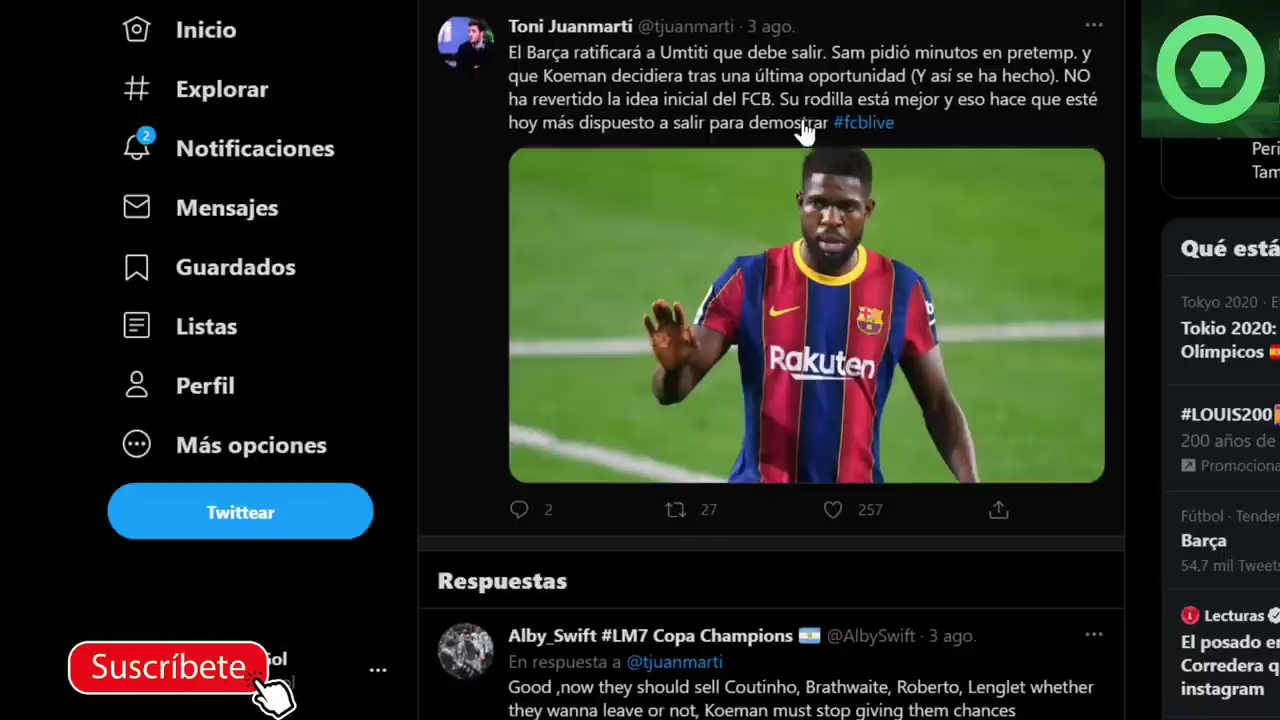 Inicio
Explorar
2
Notificaciones
Mensajes
Guardados
Listas
Perfil
Más opciones
Twittear
Suscríbete
Toni Juanmartí @tjuanmarti · 3 ago.
El Barça ratificará a Umtiti que debe salir. Sam pidió minutos en pretemp. y
que Koeman decidiera tras una última oportunidad (Y así se ha hecho). NO
ha revertido la idea inicial del FCB. Su rodilla está mejor y eso hace que esté
hoy más dispuesto a salir para demostrar #fcblive
Rakuten
2 27 257
Respuestas
Alby_Swift #LM7 Copa Champions 🇦🇷 @AlbySwift · 3 ago.
En respuesta a @tjuanmarti
Good ,now they should sell Coutinho, Brathwaite, Roberto, Lenglet whether
they wanna leave or not, Koeman must stop giving them chances
Peri
Tam
Qué está
Tokyo 2020 · E
Tokio 2020:
Olímpicos
#LOUIS200
200 años de
Promociona
Fútbol · Tenden
Barça
54,7 mil Tweets
Lecturas
El posado en
Corredera q
instagram